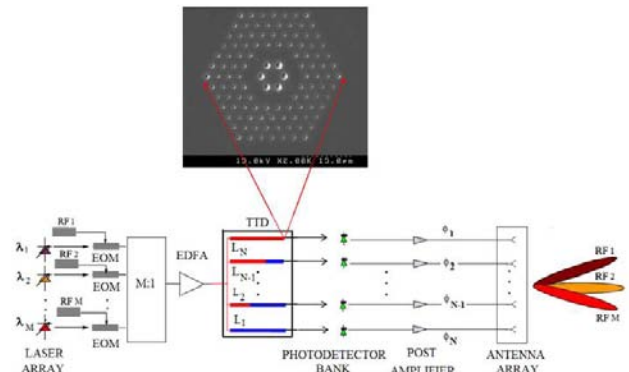 15.0kV X2.00K 15.0μm
TTD
RF 1
λ1
EOM
RF 2
λ2
EOM
RF M
λM
EOM
M:1
EDFA
LN
LN-1
L2
L1
ϕ1
ϕ2
ϕN-1
ϕN
RF 1
RF 2
RF M
LASER
ARRAY
PHOTODETECTOR
BANK
POST
AMPLIFIER
ANTENNA
ARRAY